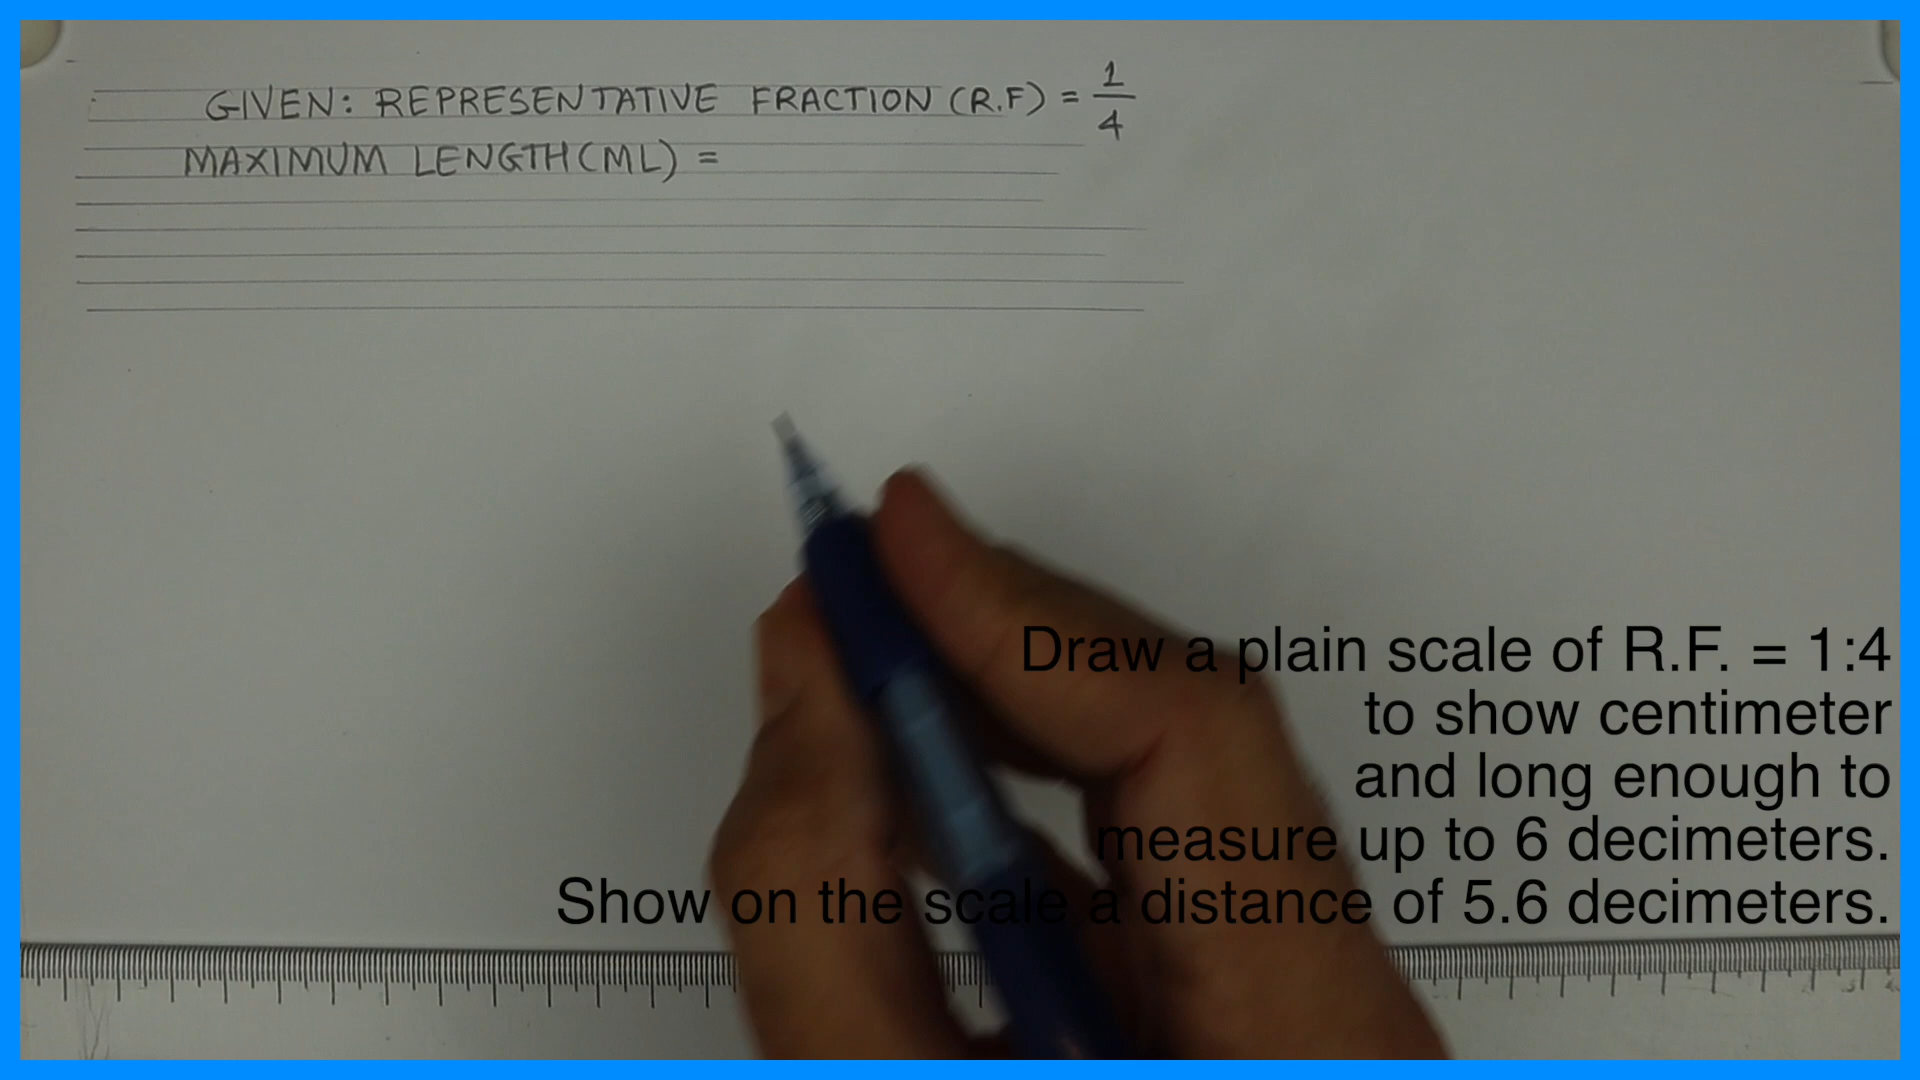 GIVEN: REPRESENTATIVE FRACTION (R.F) = 1/4
MAXIMUM LENGTH(ML) =
Draw a plain scale of R.F. = 1:4
to show centimeter
and long enough to
measure up to 6 decimeters.
Show on the scale a distance of 5.6 decimeters.